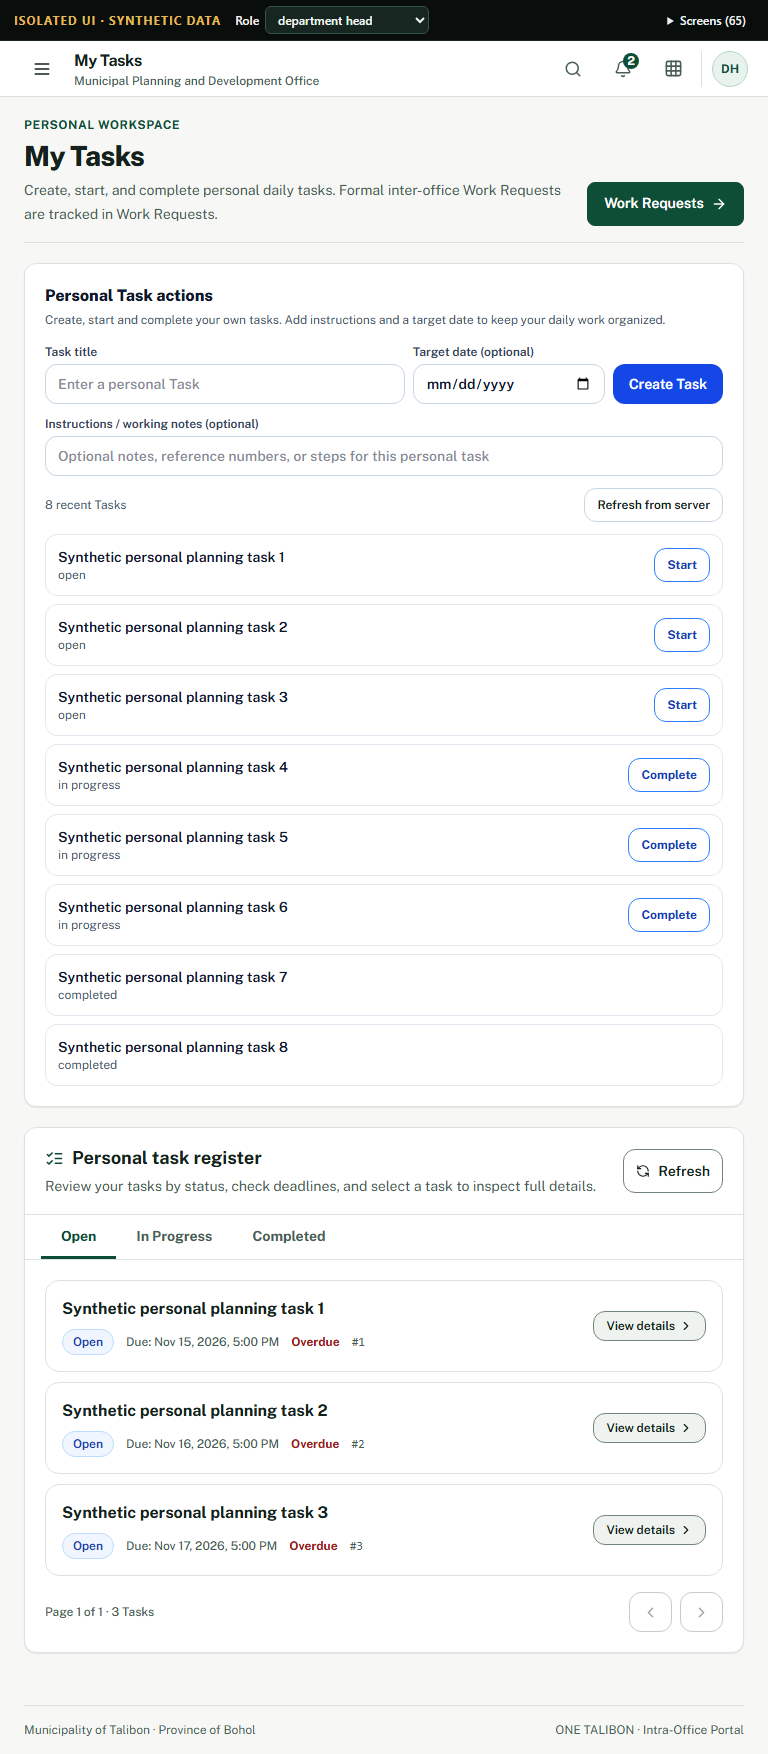 ISOLATED UI · SYNTHETIC DATA Role department head Screens (65)
My Tasks
Municipal Planning and Development Office
2
DH
PERSONAL WORKSPACE
My Tasks
Create, start, and complete personal daily tasks. Formal inter-office Work Requests
are tracked in Work Requests.
Work Requests
Personal Task actions
Create, start and complete your own tasks. Add instructions and a target date to keep your daily work organized.
Task title Target date (optional)
Enter a personal Task mm/dd/yyyy Create Task
Instructions / working notes (optional)
Optional notes, reference numbers, or steps for this personal task
8 recent Tasks Refresh from server
Synthetic personal planning task 1
open
Start
Synthetic personal planning task 2
open
Start
Synthetic personal planning task 3
open
Start
Synthetic personal planning task 4
in progress
Complete
Synthetic personal planning task 5
in progress
Complete
Synthetic personal planning task 6
in progress
Complete
Synthetic personal planning task 7
completed
Synthetic personal planning task 8
completed
Personal task register
Review your tasks by status, check deadlines, and select a task to inspect full details.
Refresh
Open In Progress Completed
Synthetic personal planning task 1
Open Due: Nov 15, 2026, 5:00 PM Overdue #1
View details
Synthetic personal planning task 2
Open Due: Nov 16, 2026, 5:00 PM Overdue #2
View details
Synthetic personal planning task 3
Open Due: Nov 17, 2026, 5:00 PM Overdue #3
View details
Page 1 of 1 · 3 Tasks
Municipality of Talibon · Province of Bohol ONE TALIBON · Intra-Office Portal